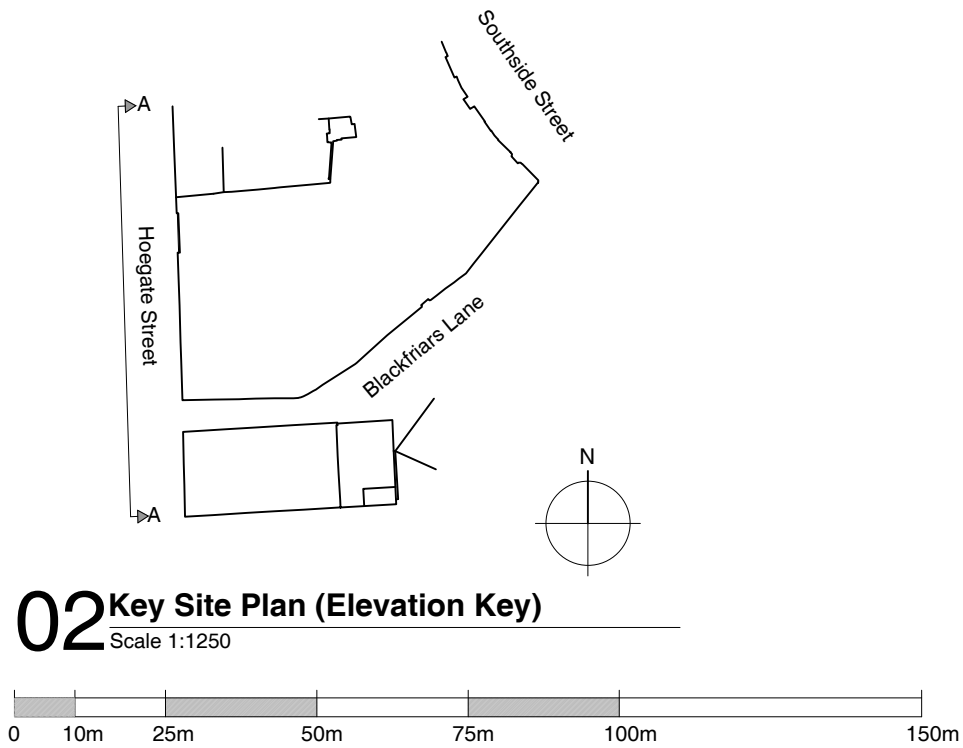 Southside Street
A
Hoegate Street
Blackfriars Lane
A
N
02 Key Site Plan (Elevation Key)
Scale 1:1250
0 10m 25m 50m 75m 100m 150m